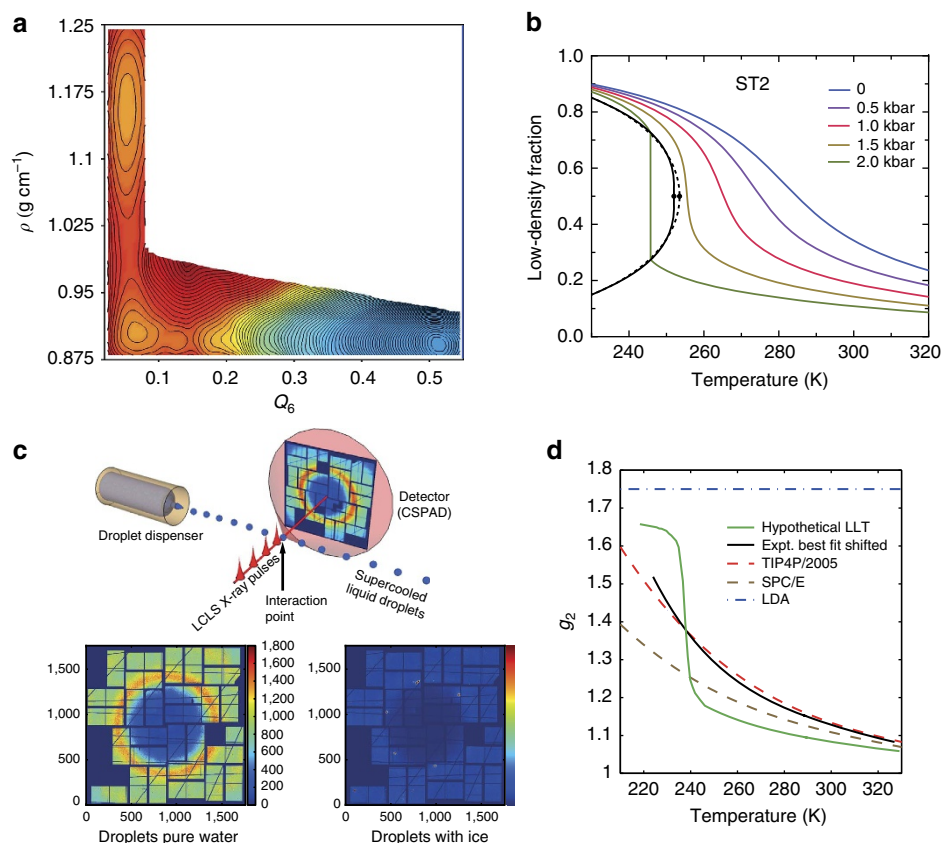 a
1.25
1.175
1.1
1.025
0.95
0.875
ρ (g cm⁻¹)
0.1 0.2 0.3 0.4 0.5
Q₆
b
ST2
0
0.5 kbar
1.0 kbar
1.5 kbar
2.0 kbar
1.0
0.8
0.6
0.4
0.2
0.0
Low-density fraction
240 260 280 300 320
Temperature (K)
c
Droplet dispenser
Detector
(CSPAD)
LCLS X-ray pulses
Interaction
point
Supercooled
liquid droplets
1,500
1,000
500
0
0 500 1,000 1,500
Droplets pure water
1,800
1,600
1,400
1,200
1,000
800
600
400
200
0
1,500
1,000
500
0
0 500 1,000 1,500
Droplets with ice
d
1.8
1.7
1.6
1.5
1.4
1.3
1.2
1.1
1
g₂
Hypothetical LLT
Expt. best fit shifted
TIP4P/2005
SPC/E
LDA
220 240 260 280 300 320
Temperature (K)